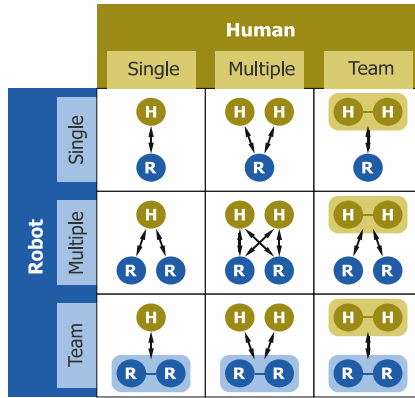 Human
Single Multiple Team
Robot
Single
H H H H H
R R R
Multiple
H H H H H
R R R R R R
Team
H H H H H
R R R R R R